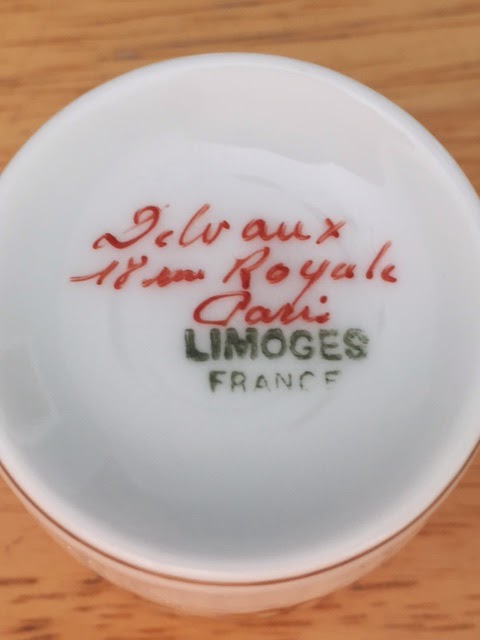 Delvaux
18 rue Royale
Paris
LIMOGES
FRANCE